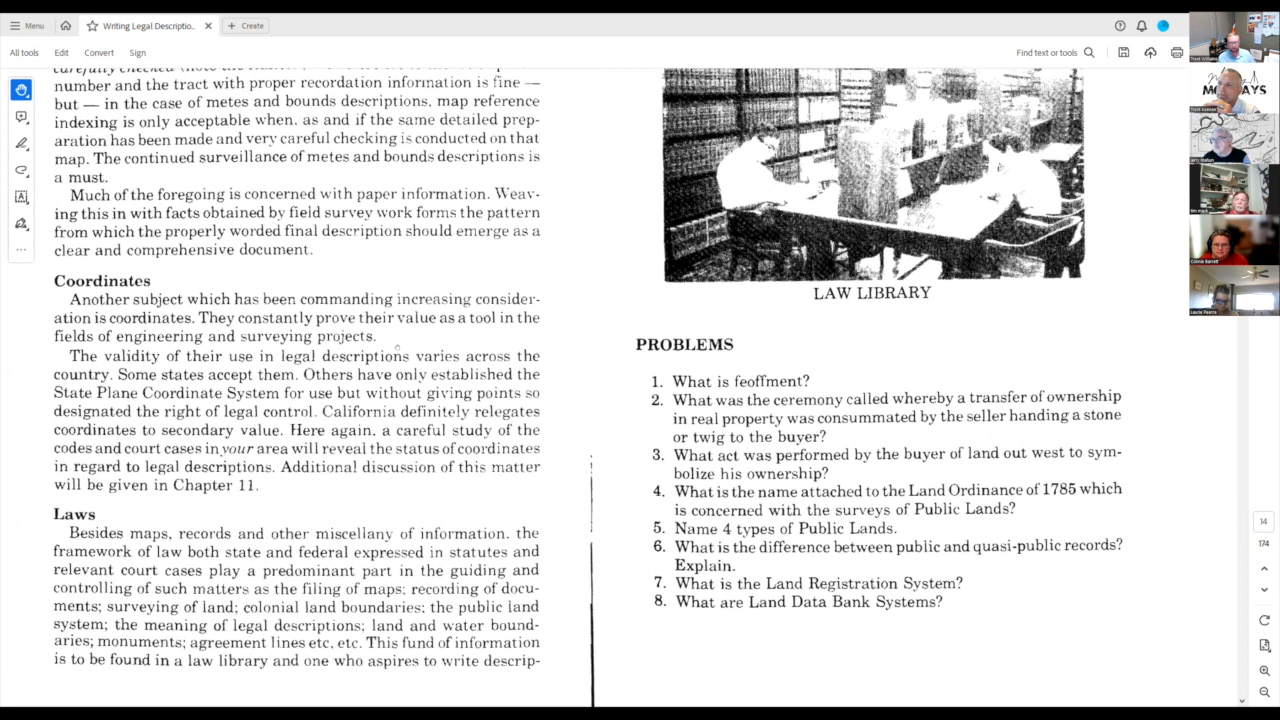 Menu
Writing Legal Descriptio...
Create
All tools
Edit
Convert
Sign
Find text or tools
number and the tract with proper recordation information is fine —
but — in the case of metes and bounds descriptions, map reference
indexing is only acceptable when, as and if the same detailed prep-
aration has been made and very careful checking is conducted on that
map. The continued surveillance of metes and bounds descriptions is
a must.
Much of the foregoing is concerned with paper information. Weav-
ing this in with facts obtained by field survey work forms the pattern
from which the properly worded final description should emerge as a
clear and comprehensive document.
Coordinates
Another subject which has been commanding increasing consider-
ation is coordinates. They constantly prove their value as a tool in the
fields of engineering and surveying projects.
The validity of their use in legal descriptions varies across the
country. Some states accept them. Others have only established the
State Plane Coordinate System for use but without giving points so
designated the right of legal control. California definitely relegates
coordinates to secondary value. Here again, a careful study of the
codes and court cases in your area will reveal the status of coordinates
in regard to legal descriptions. Additional discussion of this matter
will be given in Chapter 11.
Laws
Besides maps, records and other miscellany of information, the
framework of law both state and federal expressed in statutes and
relevant court cases play a predominant part in the guiding and
controlling of such matters as the filing of maps; recording of docu-
ments; surveying of land; colonial land boundaries; the public land
system; the meaning of legal descriptions; land and water bound-
aries; monuments; agreement lines etc, etc. This fund of information
is to be found in a law library and one who aspires to write descrip-
LAW LIBRARY
PROBLEMS
1. What is feoffment?
2. What was the ceremony called whereby a transfer of ownership
in real property was consummated by the seller handing a stone
or twig to the buyer?
3. What act was performed by the buyer of land out west to sym-
bolize his ownership?
4. What is the name attached to the Land Ordinance of 1785 which
is concerned with the surveys of Public Lands?
5. Name 4 types of Public Lands.
6. What is the difference between public and quasi-public records?
Explain.
7. What is the Land Registration System?
8. What are Land Data Bank Systems?
14
174
Trent Keenan
Connie Barrett
Laurie Pearce